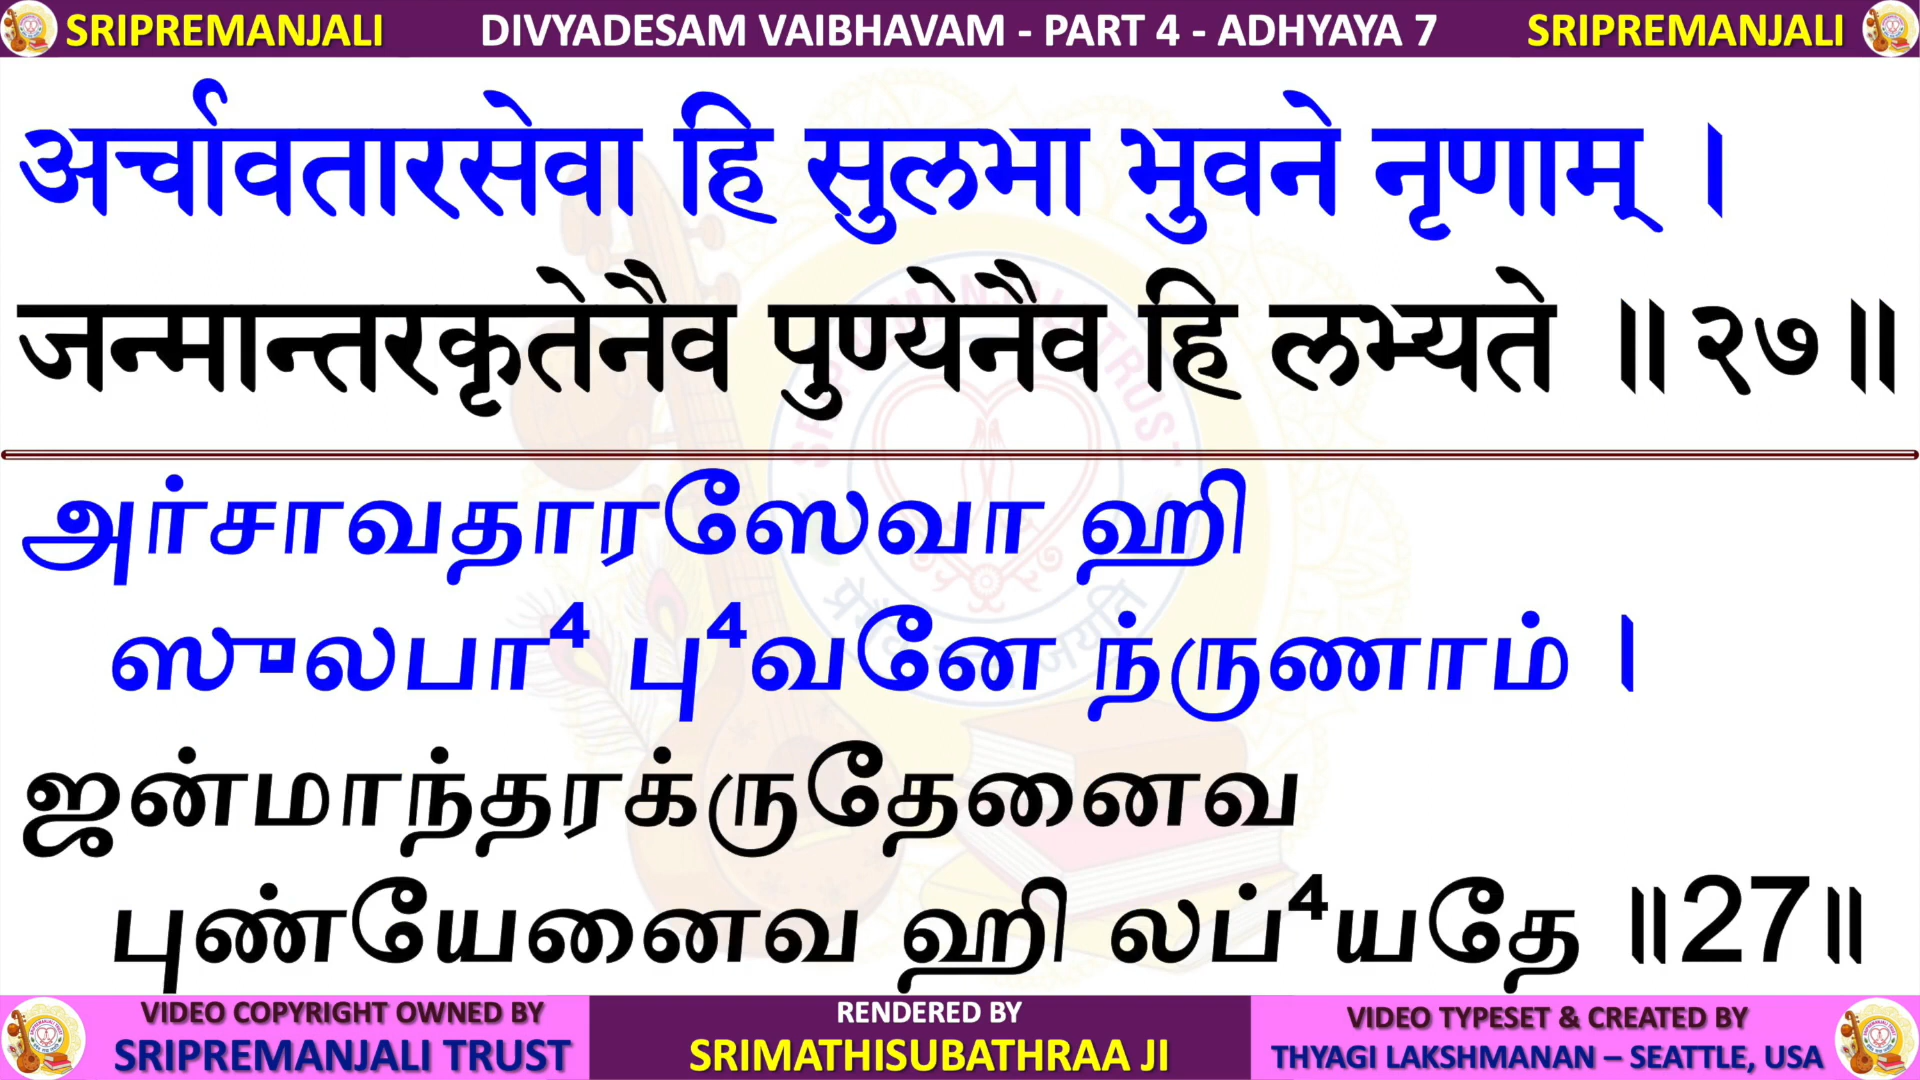 SRIPREMANJALI DIVYADESAM VAIBHAVAM - PART 4 - ADHYAYA 7 SRIPREMANJALI
अर्चावतारसेवा हि सुलभा भुवने नृणाम् ।
जन्मान्तरकृतेनैव पुण्येनैव हि लभ्यते ॥२७॥
அர்சாவதாரஸேவா ஹி
ஸுலபா⁴ பு⁴வனே ந்ருணாம் ।
ஜன்மாந்தரக்ருதேனைவ
புண்யேனைவ ஹி லப்⁴யதே ॥27॥
VIDEO COPYRIGHT OWNED BY
SRIPREMANJALI TRUST
RENDERED BY
SRIMATHISUBATHRAA JI
VIDEO TYPESET & CREATED BY
THYAGI LAKSHMANAN – SEATTLE, USA